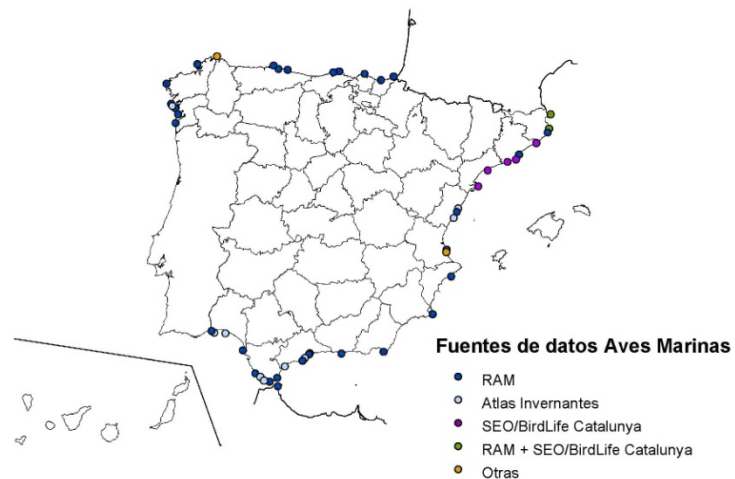 Fuentes de datos Aves Marinas
RAM
Atlas Invernantes
SEO/BirdLife Catalunya
RAM + SEO/BirdLife Catalunya
Otras